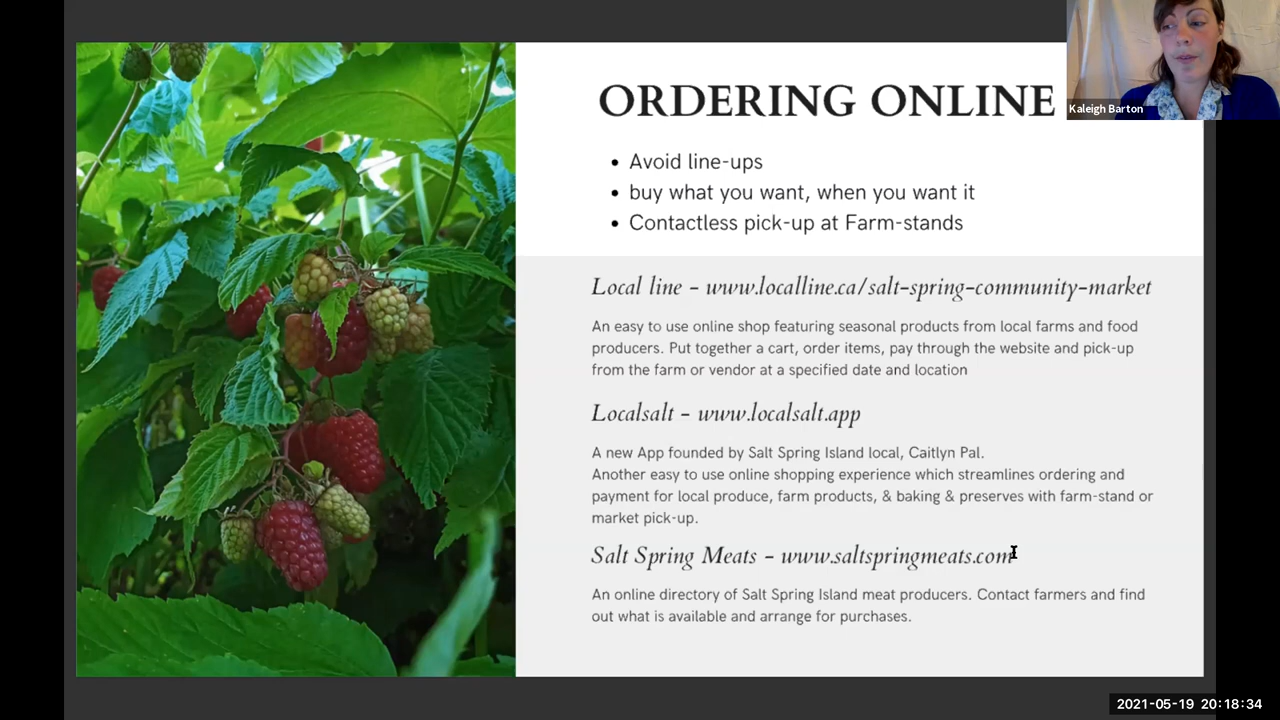 ORDERING ONLINE
Kaleigh Barton
• Avoid line-ups
• buy what you want, when you want it
• Contactless pick-up at Farm-stands
Local line - www.localline.ca/salt-spring-community-market
An easy to use online shop featuring seasonal products from local farms and food
producers. Put together a cart, order items, pay through the website and pick-up
from the farm or vendor at a specified date and location
Localsalt - www.localsalt.app
A new App founded by Salt Spring Island local, Caitlyn Pal.
Another easy to use online shopping experience which streamlines ordering and
payment for local produce, farm products, & baking & preserves with farm-stand or
market pick-up.
Salt Spring Meats - www.saltspringmeats.com
An online directory of Salt Spring Island meat producers. Contact farmers and find
out what is available and arrange for purchases.
2021-05-19 20:18:34